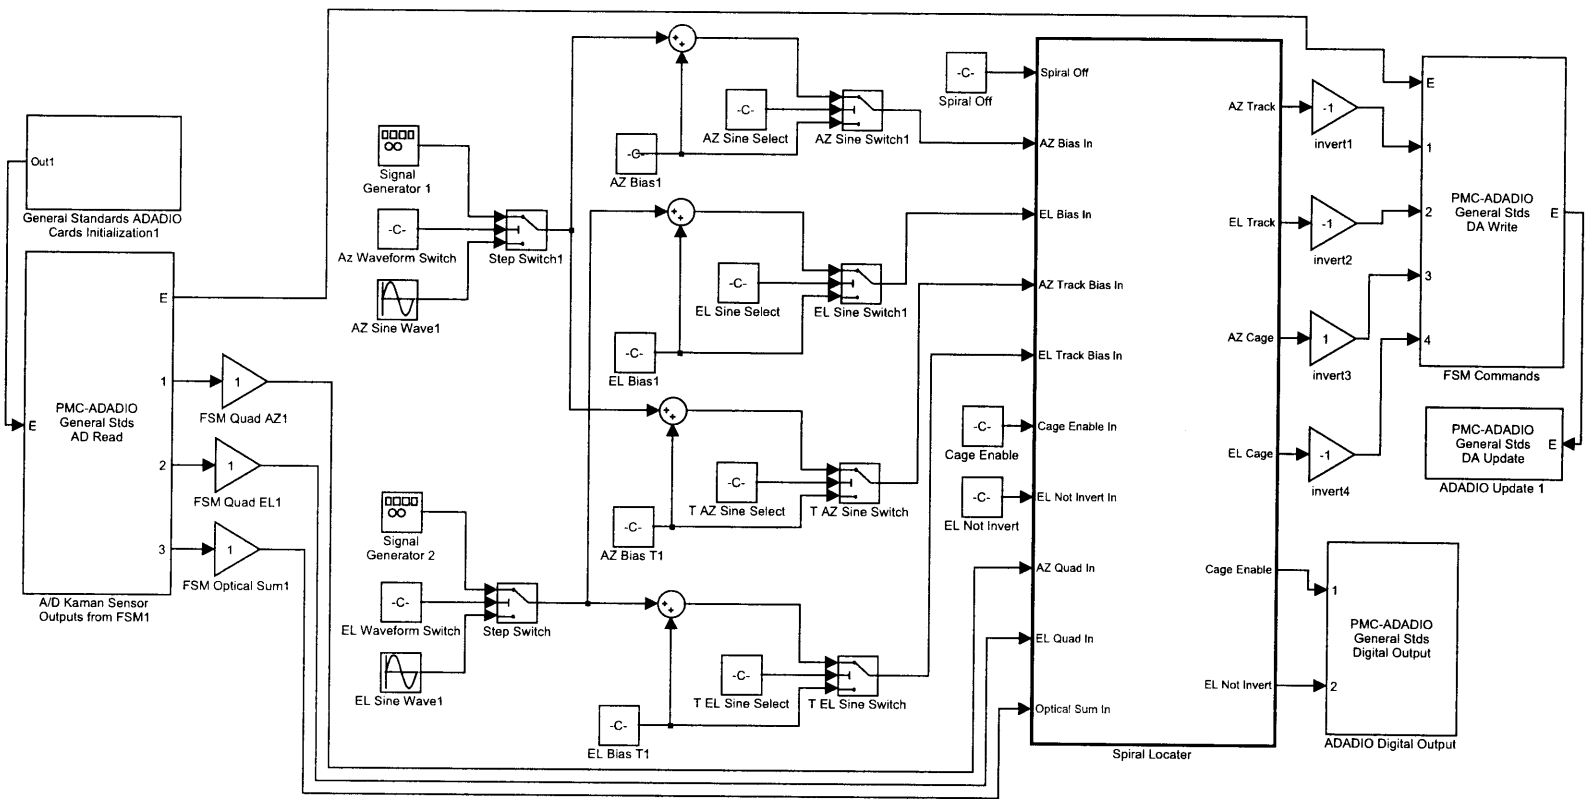 Out1
General Standards ADADIO
Cards Initialization1
E
E
PMC-ADADIO
General Stds
AD Read
1
2
3
A/D Kaman Sensor
Outputs from FSM1
1
FSM Quad AZ1
1
FSM Quad EL1
1
FSM Optical Sum1
Signal
Generator 1
-C-
Az Waveform Switch
AZ Sine Wave1
Step Switch1
Signal
Generator 2
-C-
EL Waveform Switch
EL Sine Wave1
Step Switch
-C-
AZ Sine Select
AZ Sine Switch1
-C-
AZ Bias1
-C-
EL Sine Select
EL Sine Switch1
-C-
EL Bias1
-C-
T AZ Sine Select
T AZ Sine Switch
-C-
AZ Bias T1
-C-
T EL Sine Select
T EL Sine Switch
-C-
EL Bias T1
-C-
Spiral Off
-C-
Cage Enable
-C-
EL Not Invert
Spiral Off
AZ Bias In
EL Bias In
AZ Track Bias In
EL Track Bias In
Cage Enable In
EL Not Invert In
AZ Quad In
EL Quad In
Optical Sum In
AZ Track
EL Track
AZ Cage
EL Cage
Cage Enable
EL Not Invert
Spiral Locater
-1
invert1
-1
invert2
1
invert3
-1
invert4
E
1
2
3
4
PMC-ADADIO
General Stds
DA Write
E
FSM Commands
PMC-ADADIO
General Stds
DA Update
E
ADADIO Update 1
1
2
PMC-ADADIO
General Stds
Digital Output
ADADIO Digital Output